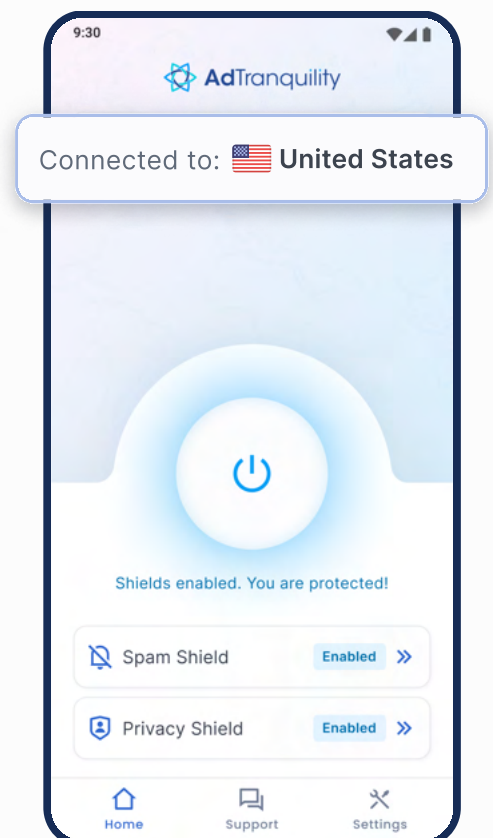 9:30
AdTranquility
Connected to: United States
Shields enabled. You are protected!
Spam Shield Enabled
Privacy Shield Enabled
Home Support Settings